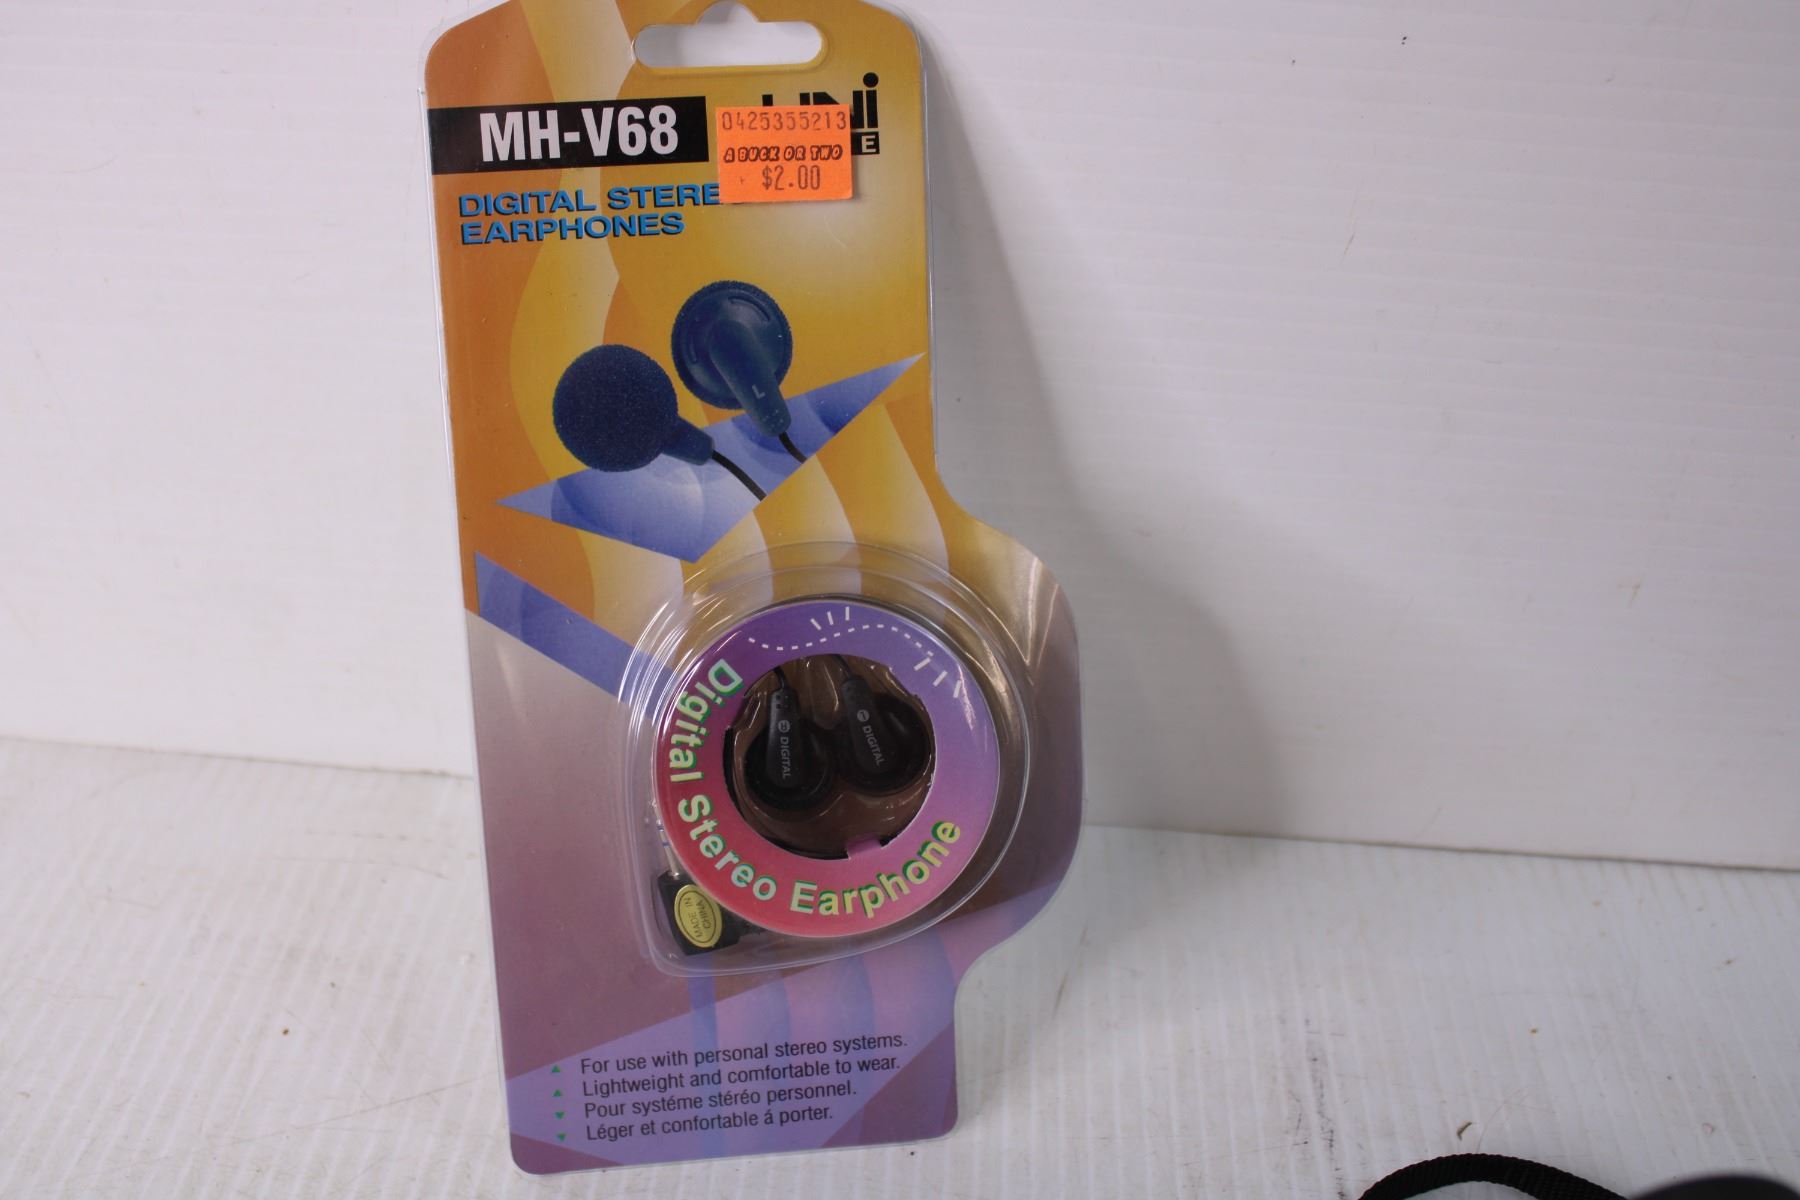 MH-V68
0425355213
A BUCK OR TWO
$2.00
DIGITAL STERE
EARPHONES
L
Digital Stereo Earphone
R DIGITAL
L DIGITAL
MADE IN
CHINA
For use with personal stereo systems.
Lightweight and comfortable to wear.
Pour systéme stéréo personnel.
Léger et confortable á porter.